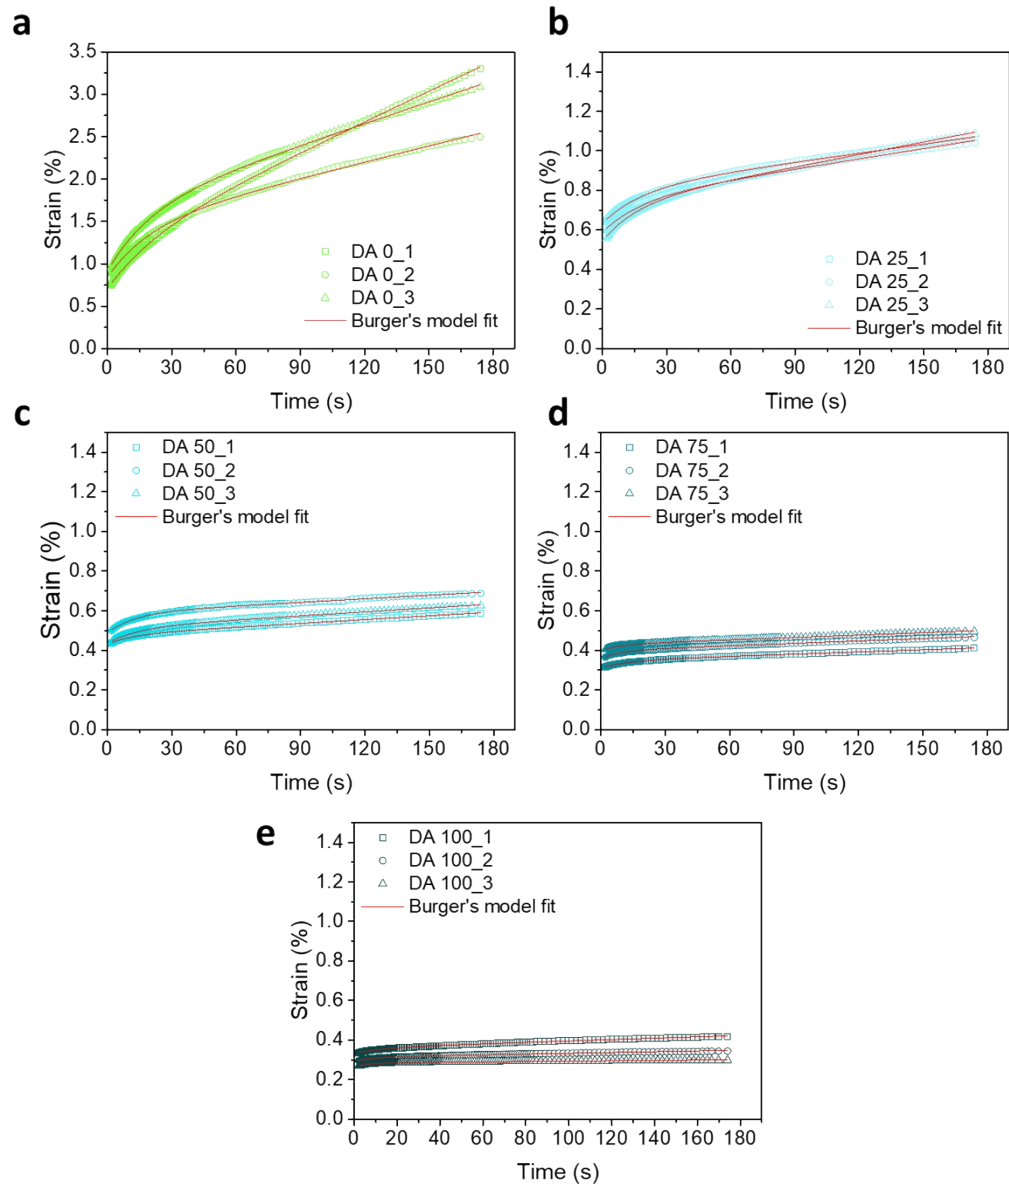 a
3.5
3.0
2.5
2.0
1.5
1.0
0.5
0.0
Strain (%)
DA 0_1
DA 0_2
DA 0_3
Burger's model fit
0 30 60 90 120 150 180
Time (s)
b
1.4
1.2
1.0
0.8
0.6
0.4
0.2
0.0
Strain (%)
DA 25_1
DA 25_2
DA 25_3
Burger's model fit
0 30 60 90 120 150 180
Time (s)
c
1.4
1.2
1.0
0.8
0.6
0.4
0.2
0.0
Strain (%)
DA 50_1
DA 50_2
DA 50_3
Burger's model fit
0 30 60 90 120 150 180
Time (s)
d
1.4
1.2
1.0
0.8
0.6
0.4
0.2
0.0
Strain (%)
DA 75_1
DA 75_2
DA 75_3
Burger's model fit
0 30 60 90 120 150 180
Time (s)
e
1.4
1.2
1.0
0.8
0.6
0.4
0.2
0.0
Strain (%)
DA 100_1
DA 100_2
DA 100_3
Burger's model fit
0 20 40 60 80 100 120 140 160 180
Time (s)